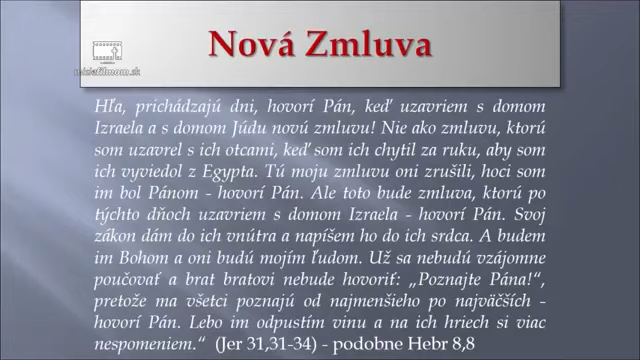 Nová Zmluva
misiafilmom.sk
Hľa, prichádzajú dni, hovorí Pán, keď uzavriem s domom
Izraela a s domom Júdu novú zmluvu! Nie ako zmluvu, ktorú
som uzavrel s ich otcami, keď som ich chytil za ruku, aby som
ich vyviedol z Egypta. Tú moju zmluvu oni zrušili, hoci som
im bol Pánom - hovorí Pán. Ale toto bude zmluva, ktorú po
týchto dňoch uzavriem s domom Izraela - hovorí Pán. Svoj
zákon dám do ich vnútra a napíšem ho do ich srdca. A budem
im Bohom a oni budú mojím ľudom. Už sa nebudú vzájomne
poučovať a brat bratovi nebude hovoriť: „Poznajte Pána!“,
pretože ma všetci poznajú od najmenšieho po najväčších -
hovorí Pán. Lebo im odpustím vinu a na ich hriech si viac
nespomeniem.“ (Jer 31,31-34) - podobne Hebr 8,8